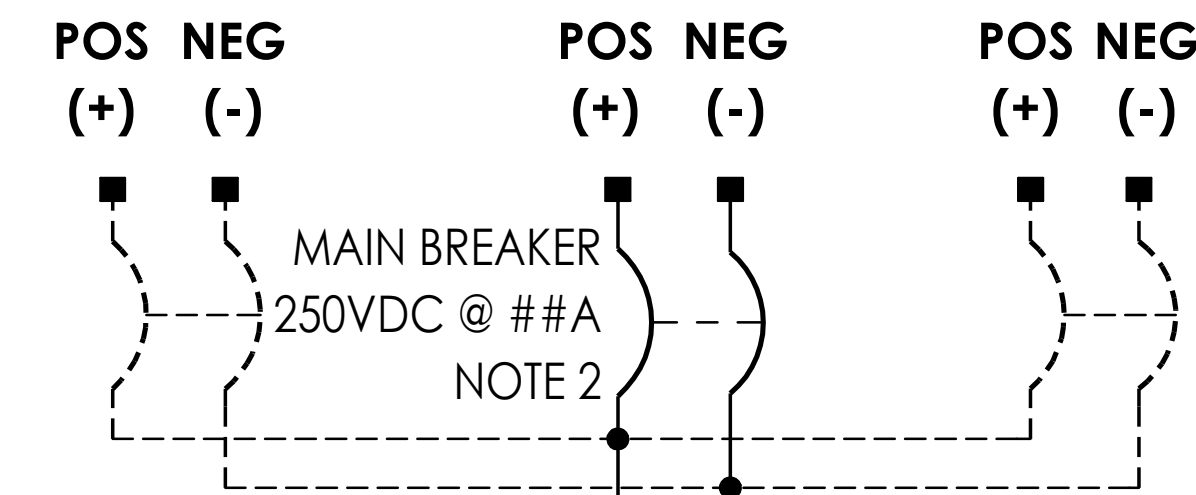 POS NEG POS NEG POS NEG
(+) (-) (+) (-) (+) (-)
MAIN BREAKER
250VDC @ ##A
NOTE 2